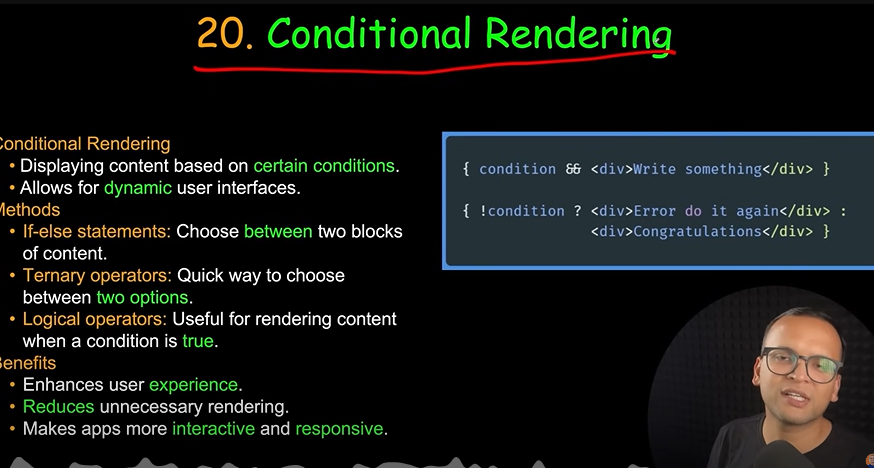 20. Conditional Rendering
Conditional Rendering
• Displaying content based on certain conditions.
• Allows for dynamic user interfaces.
Methods
• If-else statements: Choose between two blocks
of content.
• Ternary operators: Quick way to choose
between two options.
• Logical operators: Useful for rendering content
when a condition is true.
Benefits
• Enhances user experience.
• Reduces unnecessary rendering.
• Makes apps more interactive and responsive.
{ condition && <div>Write something</div> }
{ !condition ? <div>Error do it again</div> :
<div>Congratulations</div> }